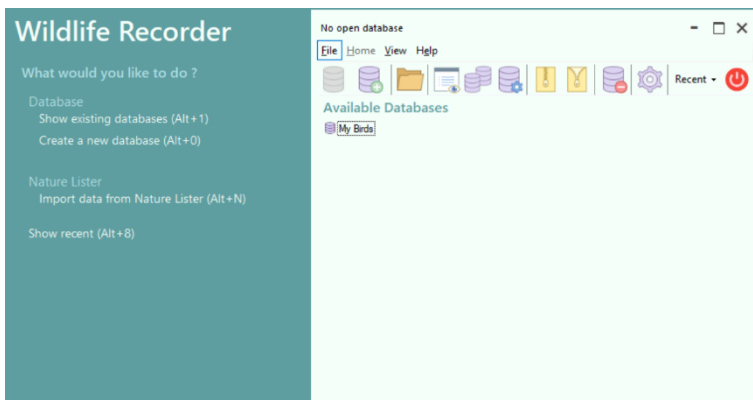 Wildlife Recorder
What would you like to do ?
Database
Show existing databases (Alt+1)
Create a new database (Alt+0)
Nature Lister
Import data from Nature Lister (Alt+N)
Show recent (Alt+8)
No open database
File Home View Help
Recent
Available Databases
My Birds